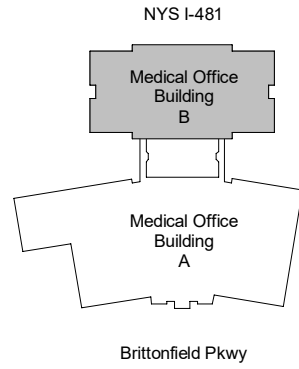 NYS I-481
Medical Office
Building
B
Medical Office
Building
A
Brittonfield Pkwy